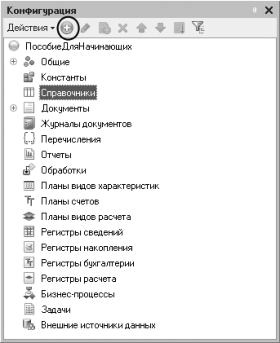 Конфигурация
Действия
ПособиеДляНачинающих
Общие
Константы
Справочники
Документы
Журналы документов
Перечисления
Отчеты
Обработки
Планы видов характеристик
Планы счетов
Планы видов расчета
Регистры сведений
Регистры накопления
Регистры бухгалтерии
Регистры расчета
Бизнес-процессы
Задачи
Внешние источники данных